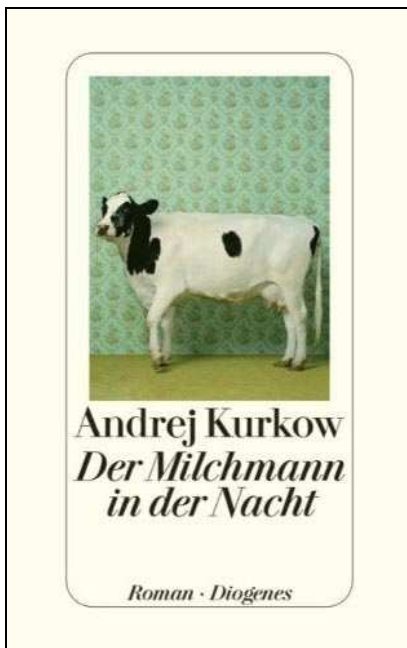 Andrej Kurkow
Der Milchmann
in der Nacht
Roman · Diogenes